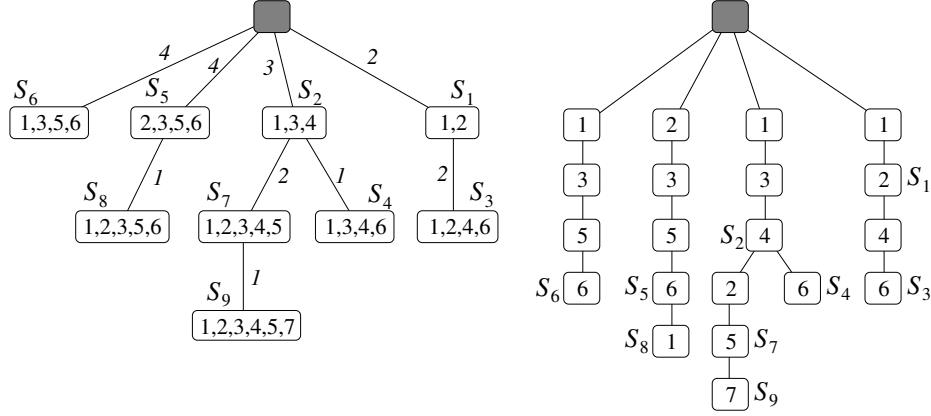 4 4 3 2
S6 S5 S2 S1
1,3,5,6 2,3,5,6 1,3,4 1,2
1 2 1 2
S8 S7 S4 S3
1,2,3,5,6 1,2,3,4,5 1,3,4,6 1,2,4,6
1
S9
1,2,3,4,5,7
1 2 1 1
3 3 3 2 S1
5 5 S2 4 4
S6 6 S5 6 2 6 S4 6 S3
S8 1 5 S7
7 S9